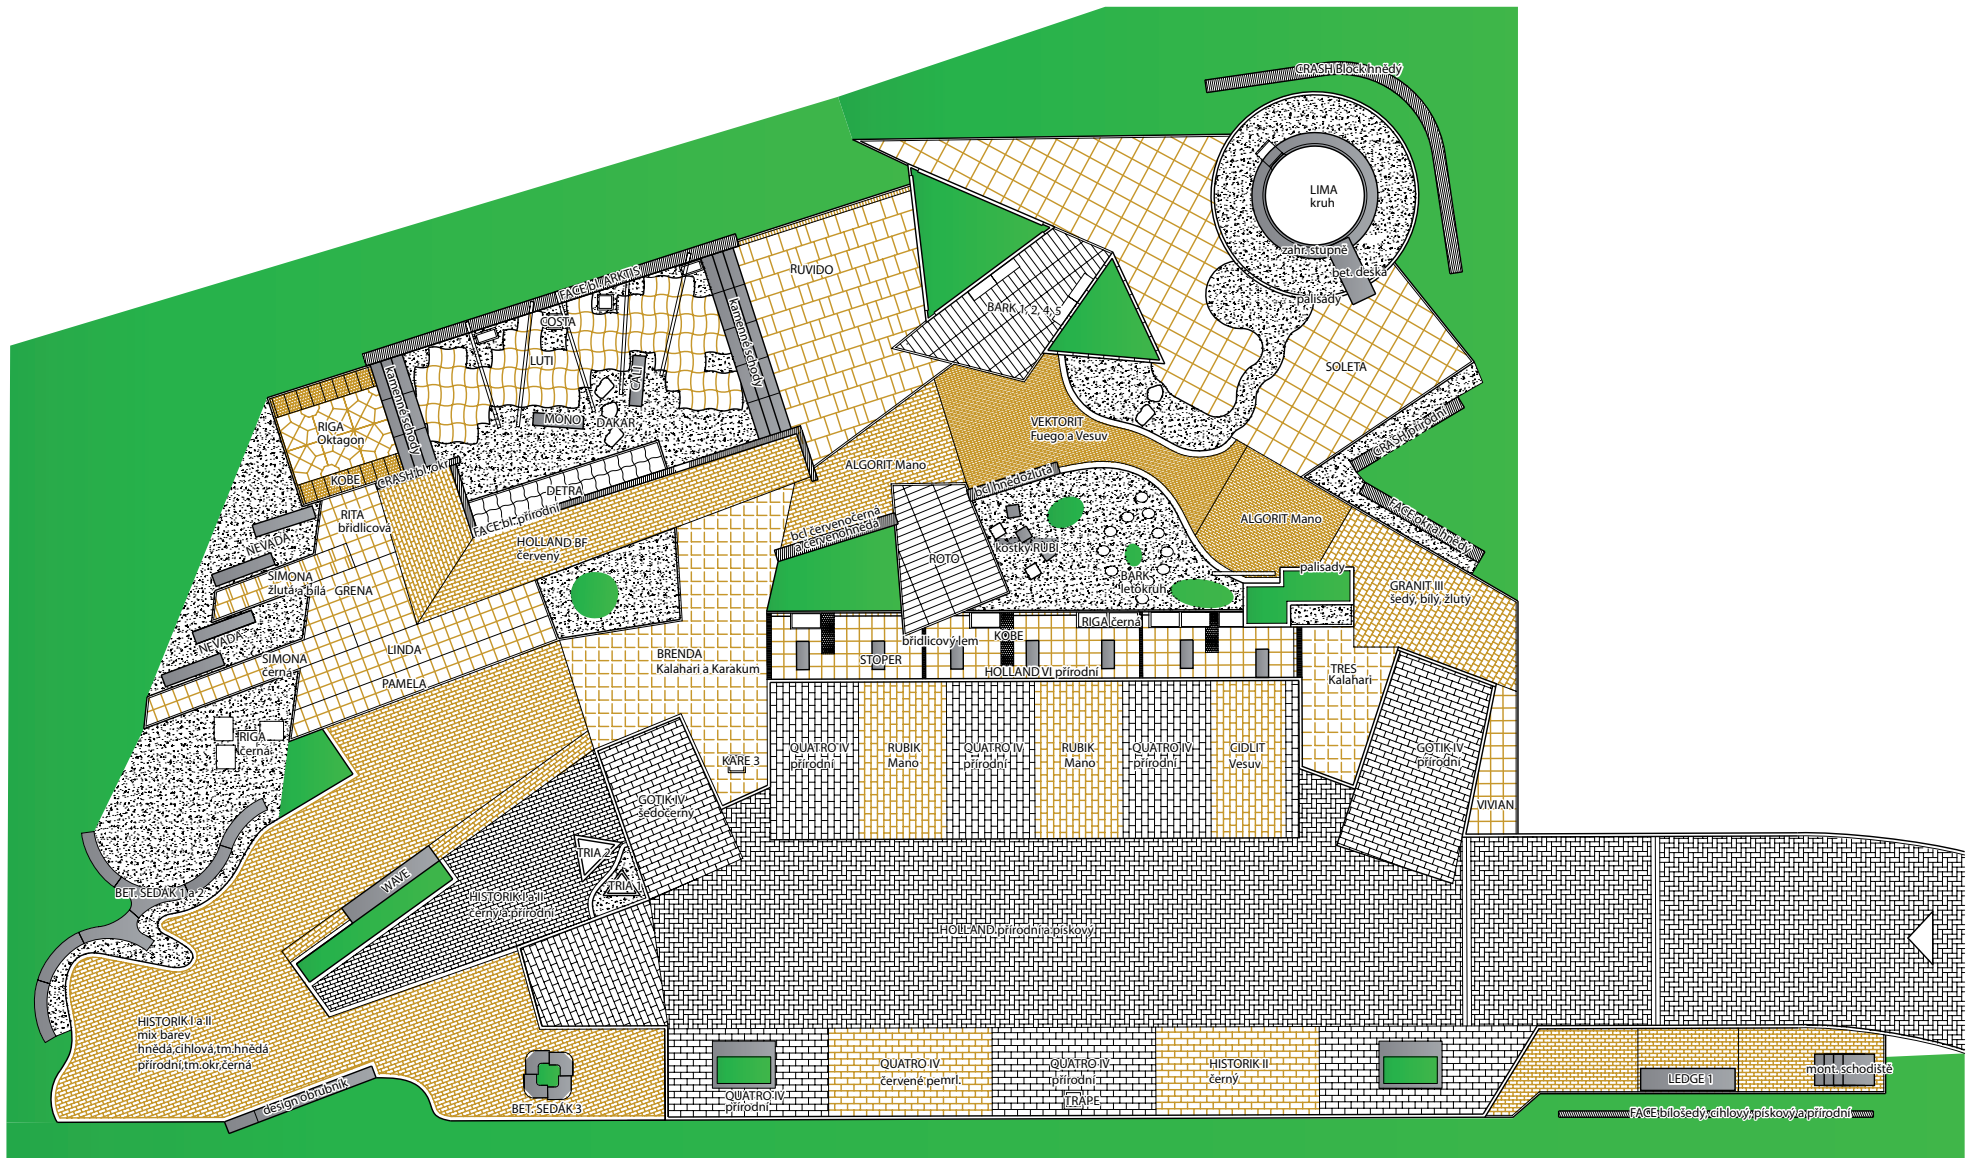 CRASH Block hnědý
LIMA
kruh
zahr. stupně
bet. deska
palisády
FACE bl. ARKTIS
RUVIDO
BARK 1, 2, 4, 5
kamenné schody
COSTA
LUTI
CALI
MONO
DAKAR
kamenné schody
SOLETA
RIGA
Oktagon
KOBE
CRASH bl. okr
VEKTORIT
Fuego a Vesuv
CRASH přírodní
ALGORIT Mano
DETRA
FACE bl. přírodní
bcl hnědožlutá
RITA
břidlicová
NEVADA
HOLLAND BF
červený
bcl červenočerná
a červenohnědá
ALGORIT Mano
FACE okral hnědý
ROTO
kostky RUBI
BARK
letokruh
palisády
SIMONA
žlutá a bílá
GRENA
GRANIT III
šedý, bílý, žlutý
NEVADA
SIMONA
černá
LINDA
PAMELA
BRENDA
Kalahari a Karakum
břidlicový lem
KOBE
RIGA černá
STOPER
HOLLAND VI přírodní
TRES
Kalahari
RIGA
černá
KARE 3
QUATRO IV
přírodní
RUBIK
Mano
QUATRO IV
přírodní
RUBIK
Mano
QUATRO IV
přírodní
CIDLIT
Vesuv
GOTIK IV
přírodní
GOTIK IV
šedočerný
VIVIAN
TRIA 2
TRIA 1
WAVE
BET. SEDÁK 1 a 2
HISTORIK I a II
černý a přírodní
HOLLAND přírodní a pískový
HISTORIK I a II
mix barev
hnědá,cihlová,tm.hnědá
přírodní,tm.okr,černá
design obrubník
BET. SEDÁK 3
QUATRO IV
přírodní
QUATRO IV
červené pemrl.
QUATRO IV
přírodní
TRAPE
HISTORIK II
černý
LEDGE 1
mont. schodiště
FACE bílošedý, cihlový, pískový a přírodní